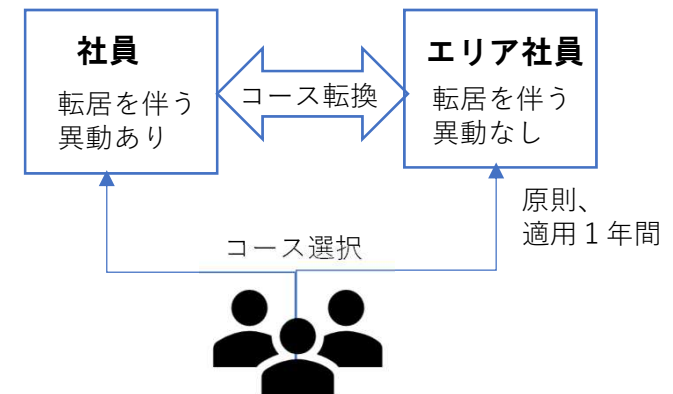 社員
転居を伴う
異動あり
コース転換
エリア社員
転居を伴う
異動なし
原則、
適用１年間
コース選択